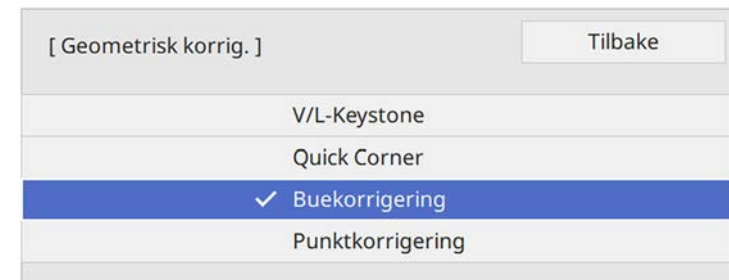 [ Geometrisk korrig. ]
Tilbake
V/L-Keystone
Quick Corner
Buekorrigering
Punktkorrigering